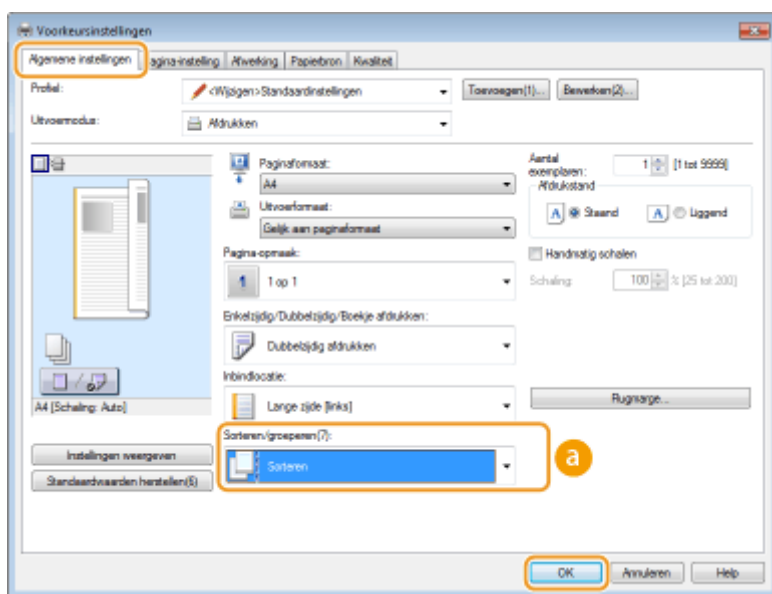 Voorkeursinstellingen
Algemene instellingen Pagina-instelling Afwerking Papierbron Kwaliteit
Profiel: <Wijzigen>Standaardinstellingen Toevoegen(1)... Bewerken(2)...
Uitvoermodus: Afdrukken
Paginaformaat:
A4
Uitvoerformaat:
Gelijk aan paginaformaat
Aantal exemplaren: 1 [1 tot 9999]
Afdrukstand
A Staand A Liggend
Pagina-opmaak:
1 1 op 1
Handmatig schalen
Schaling: 100 % [25 tot 200]
Enkelzijdig/Dubbelzijdig/Boekje afdrukken:
Dubbelzijdig afdrukken
Inbindlocatie:
Lange zijde [links]
Rugmarge...
A4 [Schaling: Auto]
Sorteren/groeperen(7):
Sorteren
a
Instellingen weergeven
Standaardwaarden herstellen(6)
OK Annuleren Help